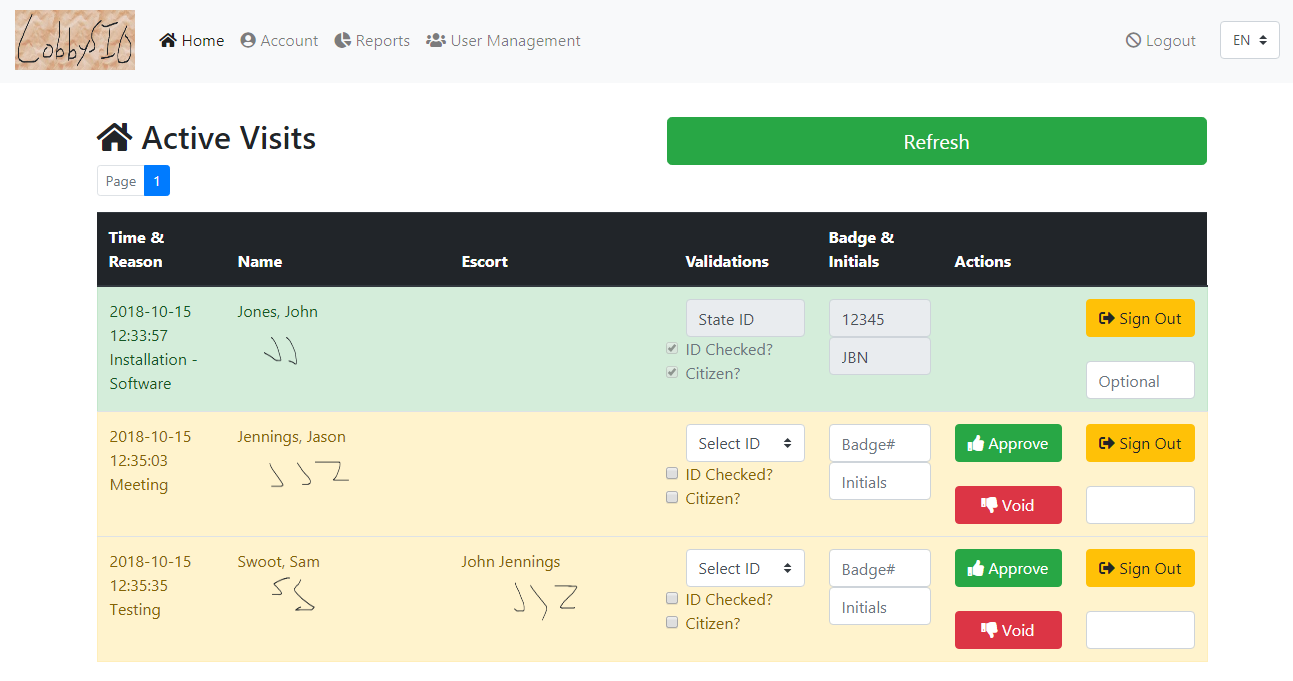 LobbySIO
Home
Account
Reports
User Management
Logout
EN
Active Visits
Refresh
Page 1
Time & Reason
Name
Escort
Validations
Badge & Initials
Actions
2018-10-15
12:33:57
Installation -
Software
Jones, John
JJ
State ID
ID Checked?
Citizen?
12345
JBN
Sign Out
Optional
2018-10-15
12:35:03
Meeting
Jennings, Jason
JJZ
Select ID
ID Checked?
Citizen?
Badge#
Initials
Approve
Void
Sign Out
2018-10-15
12:35:35
Testing
Swoot, Sam
SS
John Jennings
JJZ
Select ID
ID Checked?
Citizen?
Badge#
Initials
Approve
Void
Sign Out